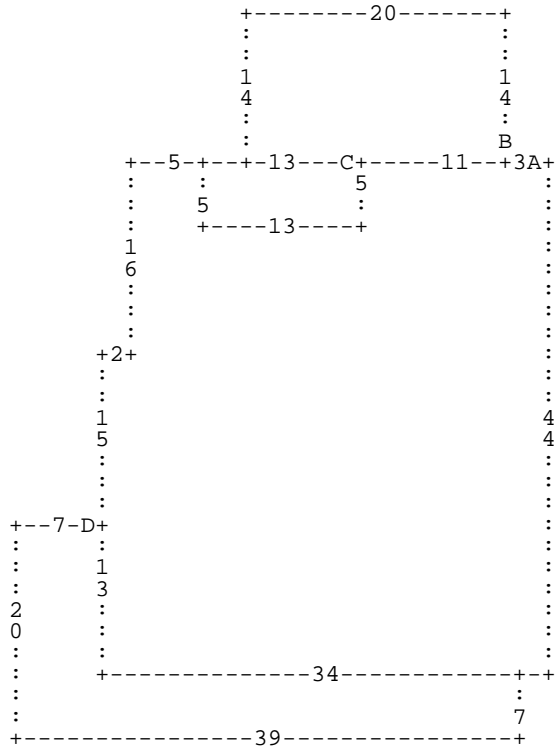 +--------20-------+
: :
: :
1 1
4 4
: :
: B
+--5-+--+-13---C+------11-+3A+
: : 5 :
: 5 : :
: +----13----+ :
1 :
6 :
: :
: :
: :
+2+ :
: :
: :
1 4
5 4
: :
: :
: :
+--7-D+ :
: : :
: 1 :
: 3 :
2 : :
0 : :
: : :
: +--------------34-------------+-+
: :
: 7
: :
+----------------39---------------+